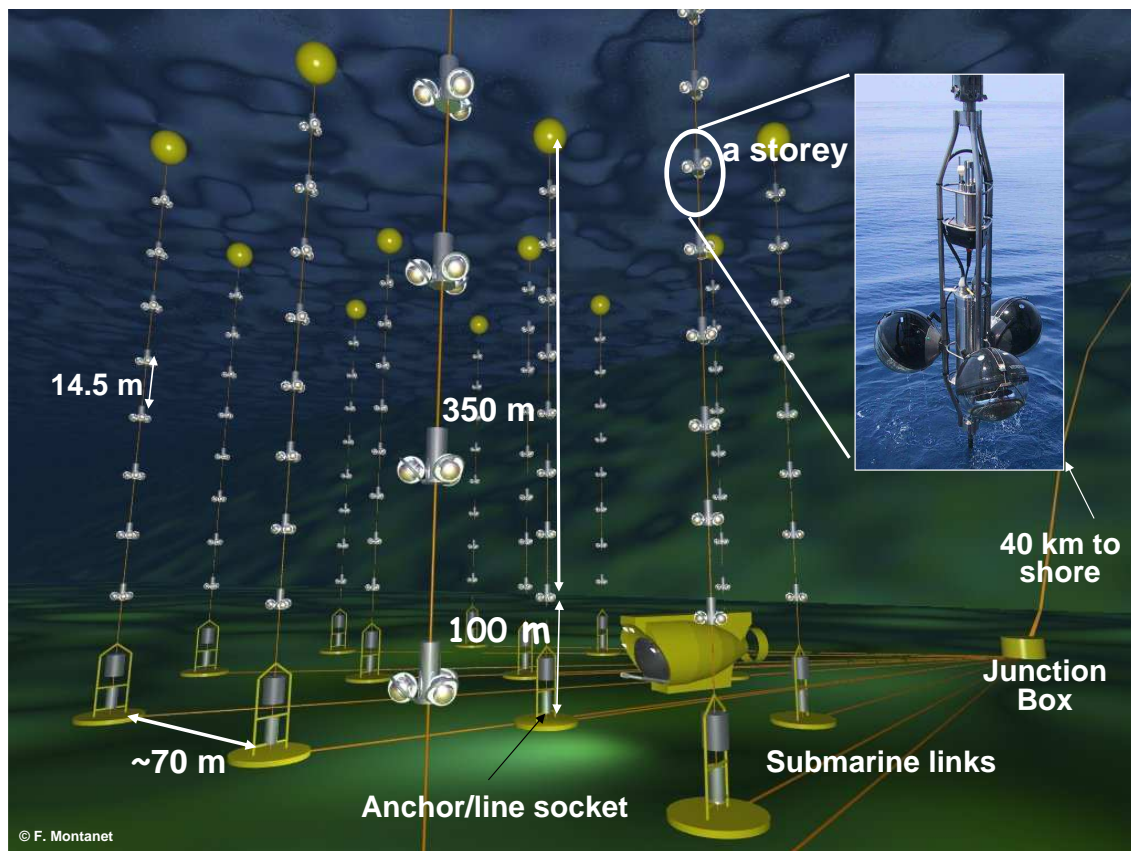 a storey
14.5 m
350 m
40 km to
shore
100 m
Junction
Box
~70 m
Submarine links
Anchor/line socket
© F. Montanet